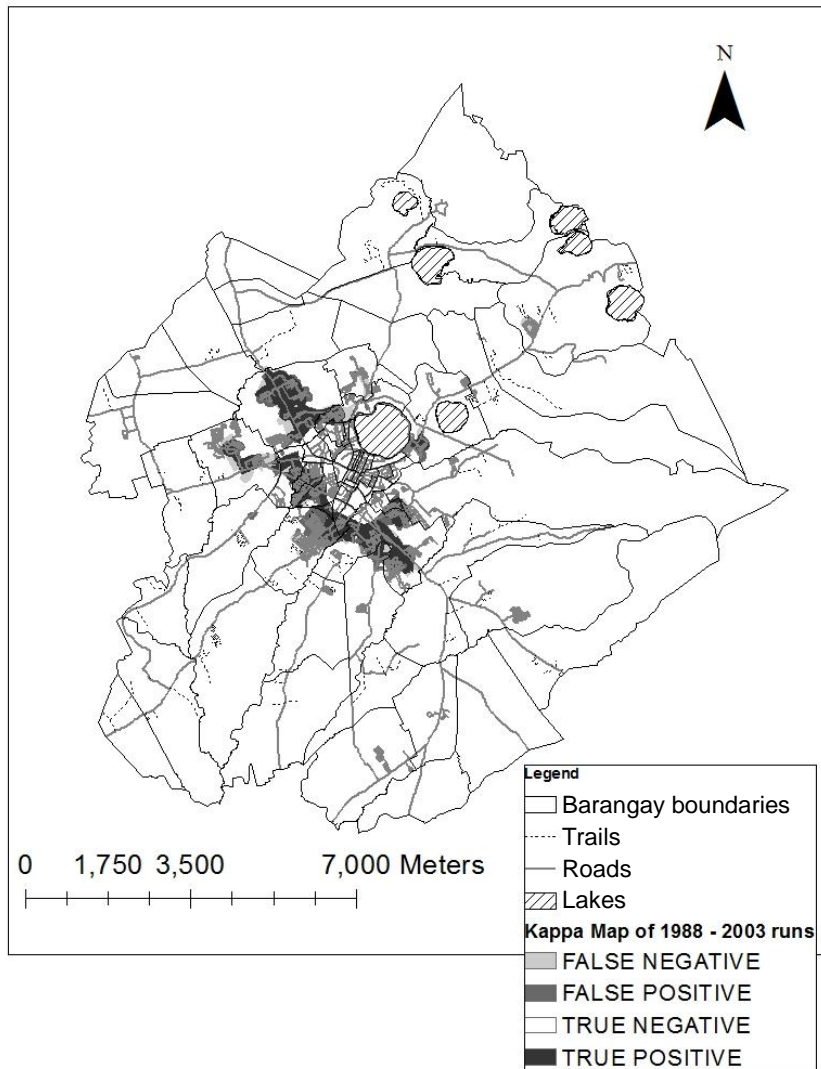 N
0 1,750 3,500 7,000 Meters
Legend
Barangay boundaries
Trails
Roads
Lakes
Kappa Map of 1988 - 2003 runs
FALSE NEGATIVE
FALSE POSITIVE
TRUE NEGATIVE
TRUE POSITIVE